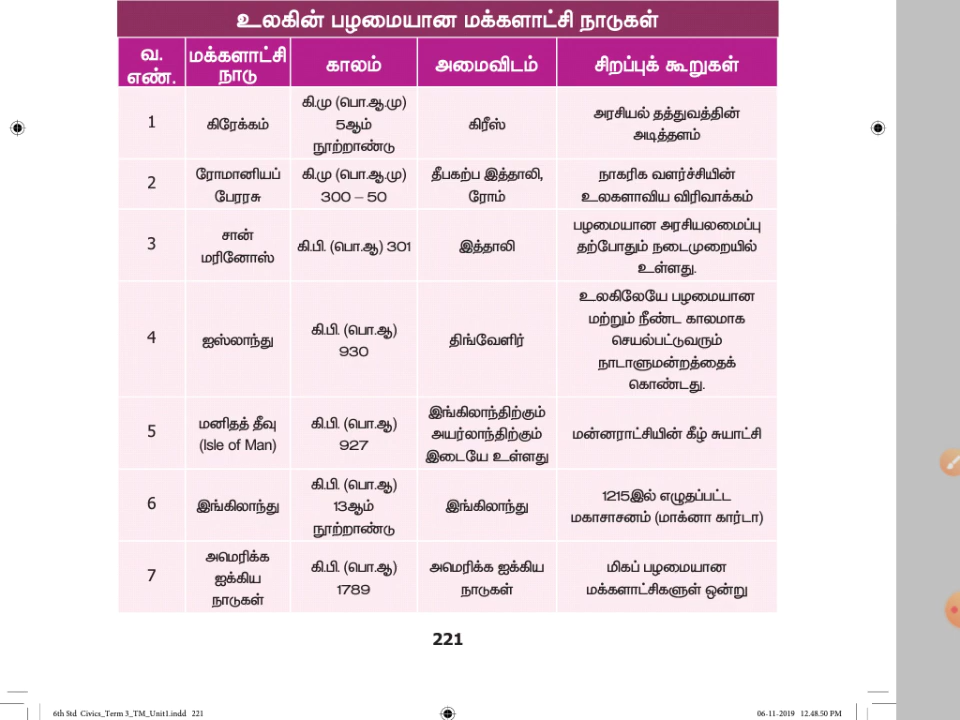 உலகின் பழமையான மக்களாட்சி நாடுகள்
வ. எண். மக்களாட்சி நாடு காலம் அமைவிடம் சிறப்புக் கூறுகள்
1 கிரேக்கம் கி.மு (பொ.ஆ.மு) 5ஆம் நூற்றாண்டு கிரீஸ் அரசியல் தத்துவத்தின் அடித்தளம்
2 ரோமானியப் பேரரசு கி.மு (பொ.ஆ.மு) 300 – 50 தீபகற்ப இத்தாலி, ரோம் நாகரிக வளர்ச்சியின் உலகளாவிய விரிவாக்கம்
3 சான் மரினோஸ் கி.பி. (பொ.ஆ) 301 இத்தாலி பழமையான அரசியலமைப்பு தற்போதும் நடைமுறையில் உள்ளது.
4 ஐஸ்லாந்து கி.பி. (பொ.ஆ) 930 திங்வேளிர் உலகிலேயே பழமையான மற்றும் நீண்ட காலமாக செயல்பட்டுவரும் நாடாளுமன்றத்தைக் கொண்டது.
5 மனிதத் தீவு (Isle of Man) கி.பி. (பொ.ஆ) 927 இங்கிலாந்திற்கும் அயர்லாந்திற்கும் இடையே உள்ளது மன்னராட்சியின் கீழ் சுயாட்சி
6 இங்கிலாந்து கி.பி. (பொ.ஆ) 13ஆம் நூற்றாண்டு இங்கிலாந்து 1215இல் எழுதப்பட்ட மகாசாசனம் (மாக்னா கார்டா)
7 அமெரிக்க ஐக்கிய நாடுகள் கி.பி. (பொ.ஆ) 1789 அமெரிக்க ஐக்கிய நாடுகள் மிகப் பழமையான மக்களாட்சிகளுள் ஒன்று
221
6th Std Civics_Term 3_TM_Unit1.indd 221 06-11-2019 12.48.50 PM